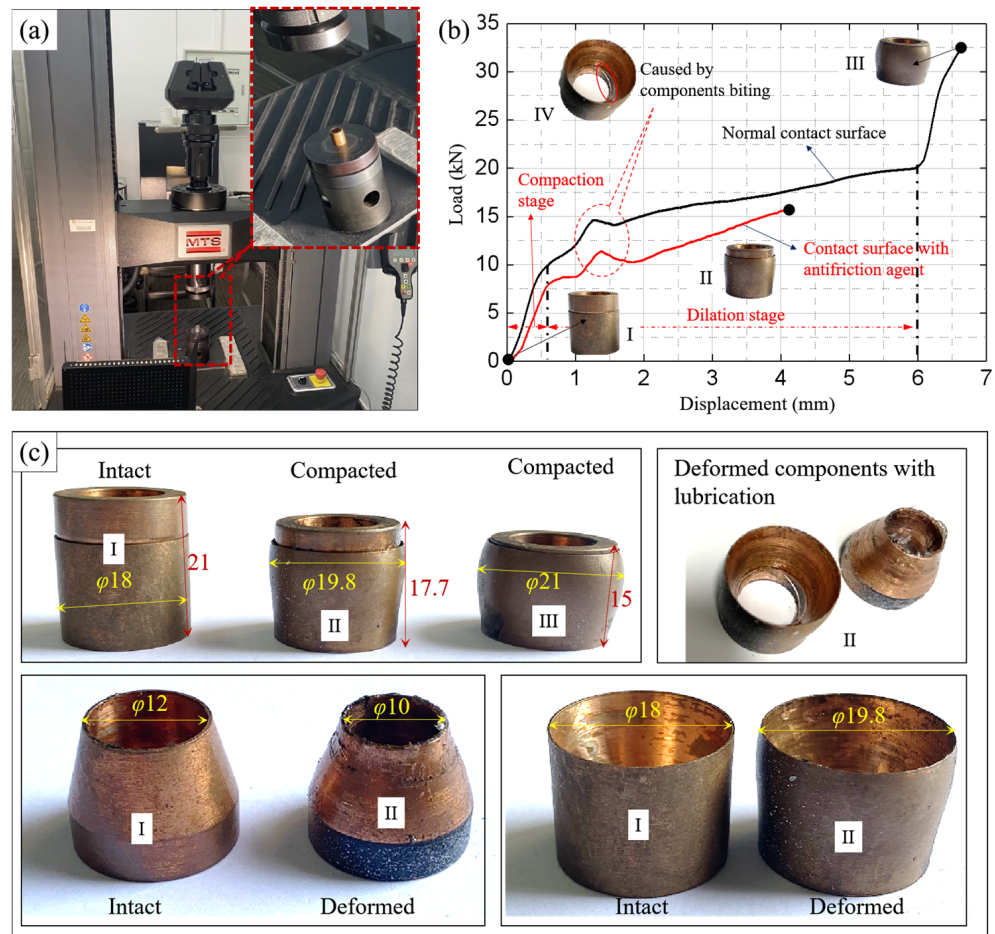 (a)
MTS
(b)
Load (kN)
35
30
25
20
15
10
5
0
0 1 2 3 4 5 6 7
Displacement (mm)
IV
Caused by
components biting
III
Normal contact surface
Compaction
stage
Contact surface with
antifriction agent
II
I
Dilation stage
(c)
Intact
Compacted
Compacted
I
φ18
21
φ19.8
II
17.7
φ21
III
15
Deformed components with
lubrication
II
φ12
I
Intact
φ10
II
Deformed
φ18
I
Intact
φ19.8
II
Deformed